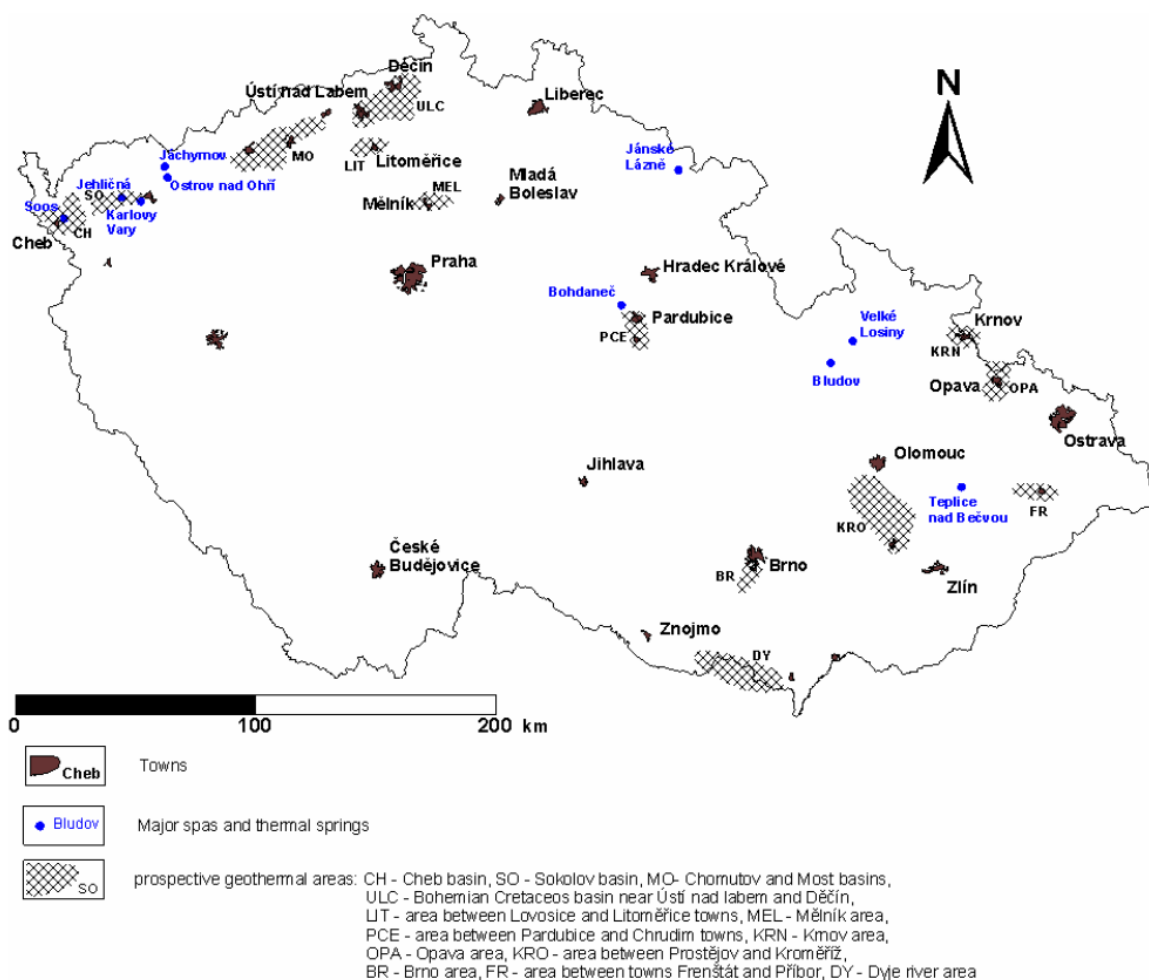 Děčín
Ústí nad Labem
ULC
Liberec
N
MO
LIT
Litoměřice
Jáchymov
Ostrov nad Ohří
Jánské
Lázně
Mladá
Boleslav
MEL
Mělník
Jehličná
SO
Soos
Karlovy
Vary
Cheb
CH
Praha
Hradec Králové
Bohdaneč
Pardubice
PCE
Velké
Losiny
Krnov
KRN
Bludov
Opava
OPA
Ostrava
Olomouc
Jihlava
Teplice
nad Bečvou
FR
KRO
České
Budějovice
BR
Brno
Zlín
Znojmo
DY
0 100 200 km
Cheb
Towns
Bludov
Major spas and thermal springs
SO
prospective geothermal areas: CH - Cheb basin, SO - Sokolov basin, MO- Chomutov and Most basins,
ULC - Bohemian Cretaceos basin near Ústí nad labem and Děčín,
LIT - area between Lovosice and Litoměřice towns, MEL - Mělník area,
PCE - area between Pardubice and Chrudim towns, KRN - Krnov area,
OPA - Opava area, KRO - area between Prostějov and Kroměříž,
BR - Brno area, FR - area between towns Frenštát and Příbor, DY - Dyje river area